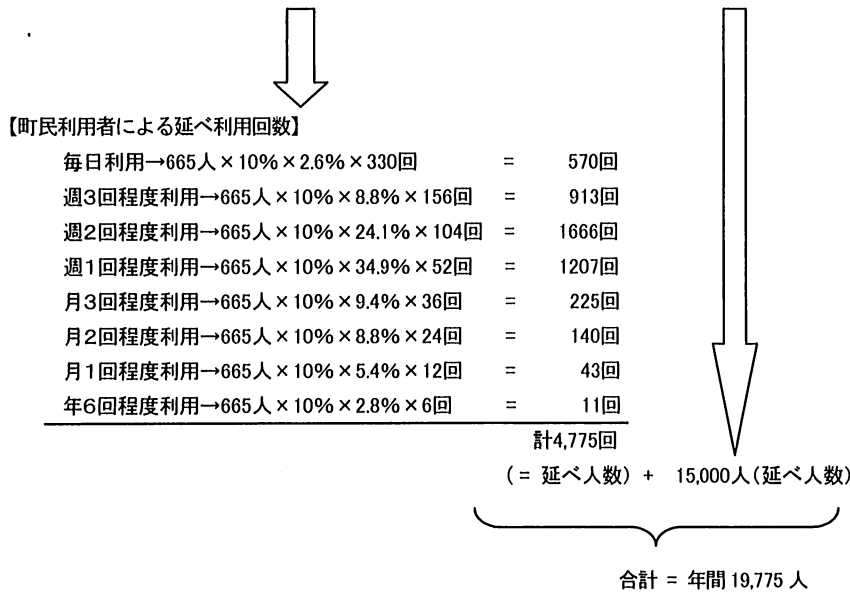 【町民利用者による延べ利用回数】
毎日利用→665人×10%×2.6%×330回 = 570回
週3回程度利用→665人×10%×8.8%×156回 = 913回
週2回程度利用→665人×10%×24.1%×104回 = 1666回
週1回程度利用→665人×10%×34.9%×52回 = 1207回
月3回程度利用→665人×10%×9.4%×36回 = 225回
月2回程度利用→665人×10%×8.8%×24回 = 140回
月1回程度利用→665人×10%×5.4%×12回 = 43回
年6回程度利用→665人×10%×2.8%×6回 = 11回
計4,775回
(= 延べ人数) + 15,000人(延べ人数)
合計 = 年間 19,775 人